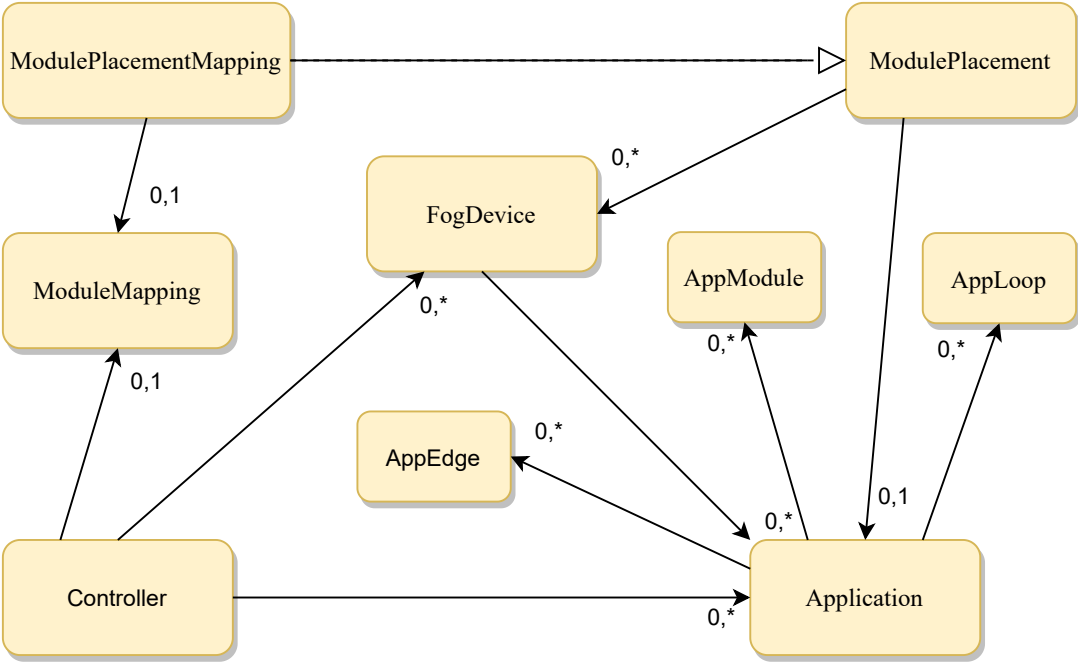 ModulePlacementMapping
ModulePlacement
0,*
0,1
FogDevice
ModuleMapping
AppModule
AppLoop
0,*
0,*
0,*
0,1
0,*
AppEdge
0,1
0,*
Controller
Application
0,*